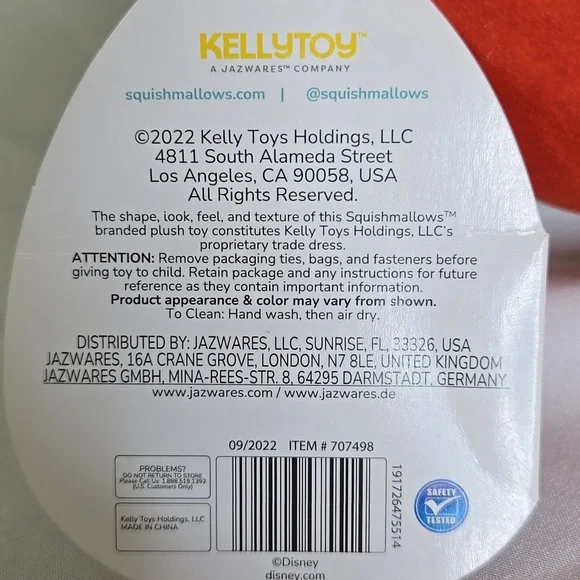 KELLYTOY™
A JAZWARES™ COMPANY
squishmallows.com | @squishmallows
©2022 Kelly Toys Holdings, LLC
4811 South Alameda Street
Los Angeles, CA 90058, USA
All Rights Reserved.
The shape, look, feel, and texture of this Squishmallows™
branded plush toy constitutes Kelly Toys Holdings, LLC's
proprietary trade dress.
ATTENTION: Remove packaging ties, bags, and fasteners before
giving toy to child. Retain package and any instructions for future
reference as they contain important information.
Product appearance & color may vary from shown.
To Clean: Hand wash, then air dry.
DISTRIBUTED BY: JAZWARES, LLC, SUNRISE, FL, 33326, USA
JAZWARES, 16A CRANE GROVE, LONDON, N7 8LE, UNITED KINGDOM
JAZWARES GMBH, MINA-REES-STR. 8, 64295 DARMSTADT, GERMANY
www.jazwares.com / www.jazwares.de
09/2022 ITEM # 707498
PROBLEMS?
DO NOT RETURN TO STORE
Please Call Us: 1.888.519.1392
(U.S. Customers Only)
Kelly Toys Holdings, LLC
MADE IN CHINA
191726475514
SAFETY
TESTED
©Disney
disney.com